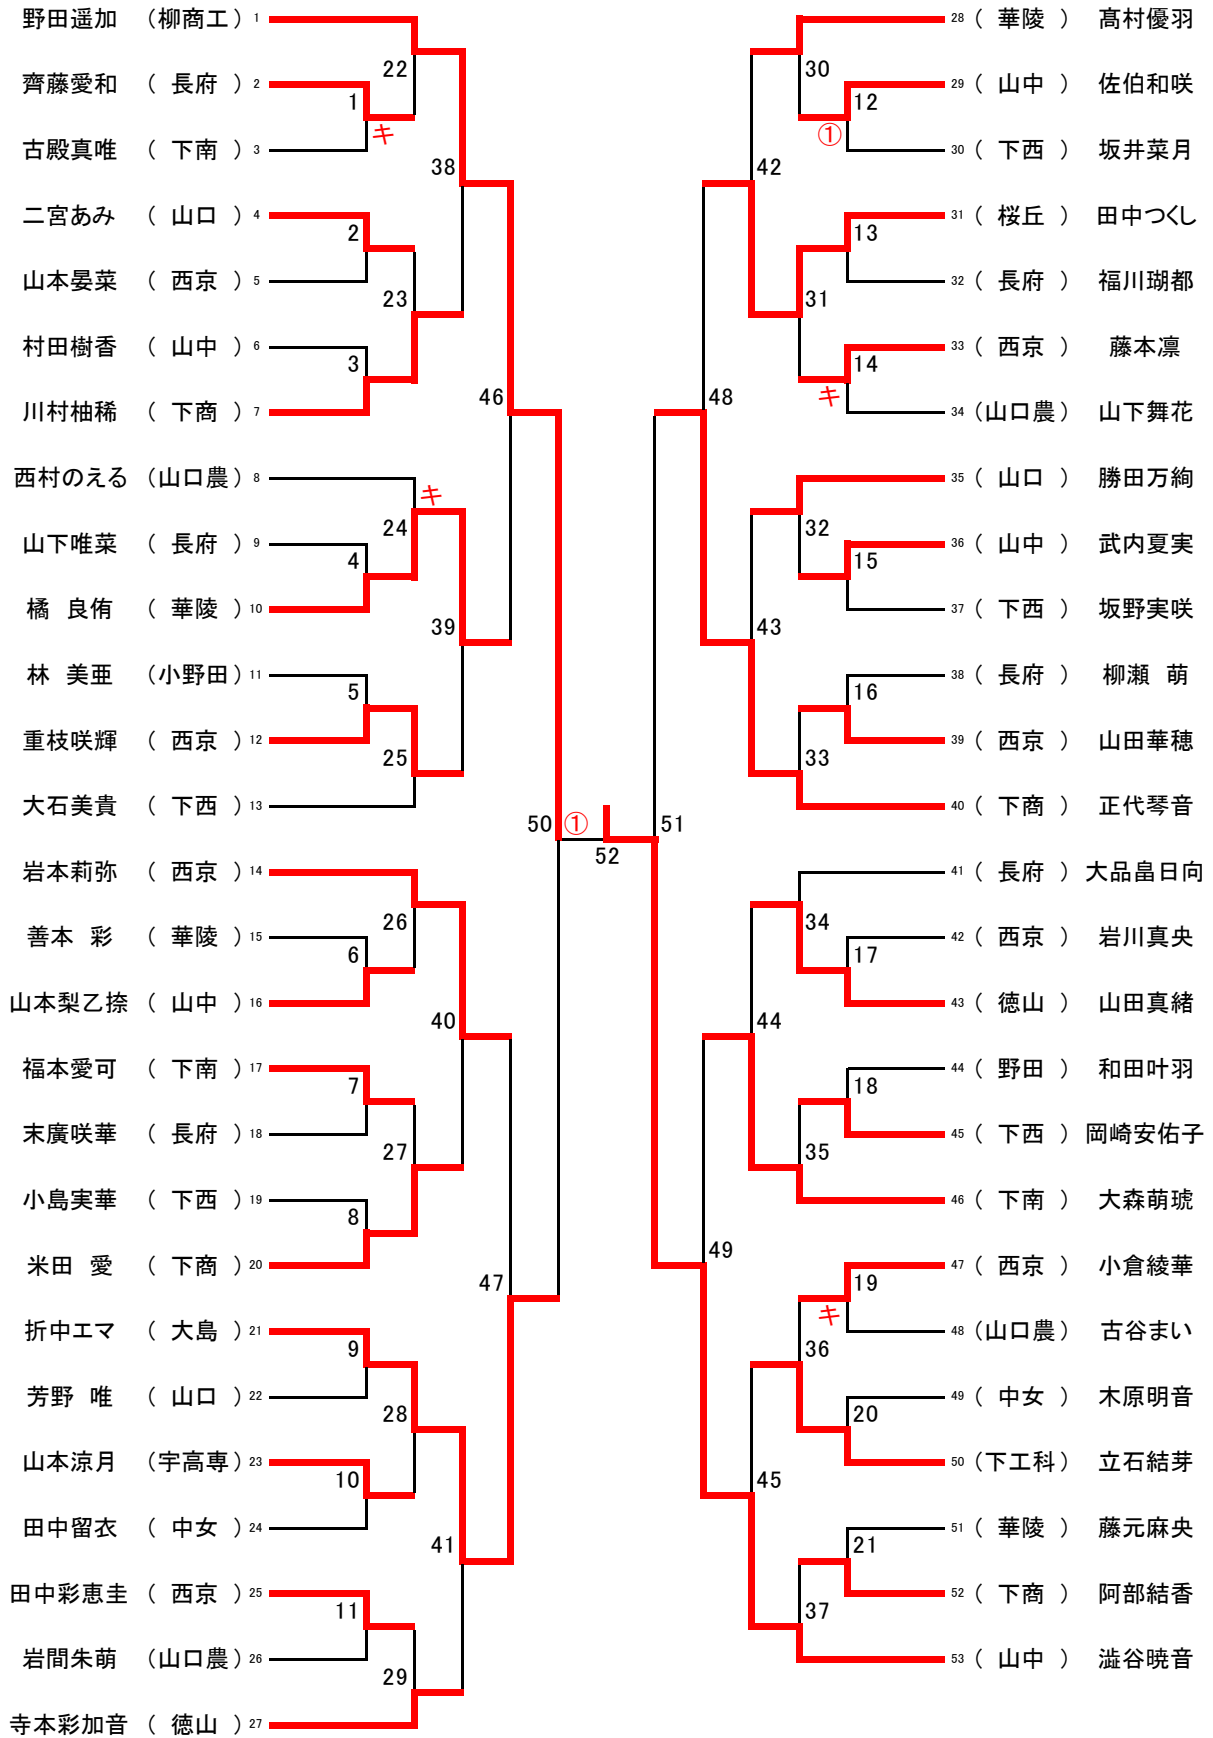 野田遥加 （柳商工） 1
齊藤愛和 （ 長府 ） 2
古殿真唯 （ 下南 ） 3
二宮あみ （ 山口 ） 4
山本晏菜 （ 西京 ） 5
村田樹香 （ 山中 ） 6
川村柚稀 （ 下商 ） 7
西村のえる （山口農） 8
山下唯菜 （ 長府 ） 9
橘 良侑 （ 華陵 ） 10
林 美亜 （小野田） 11
重枝咲輝 （ 西京 ） 12
大石美貴 （ 下西 ） 13
岩本莉弥 （ 西京 ） 14
善本 彩 （ 華陵 ） 15
山本梨乙捺 （ 山中 ） 16
福本愛可 （ 下南 ） 17
末廣咲華 （ 長府 ） 18
小島実華 （ 下西 ） 19
米田 愛 （ 下商 ） 20
折中エマ （ 大島 ） 21
芳野 唯 （ 山口 ） 22
山本涼月 （宇高専） 23
田中留衣 （ 中女 ） 24
田中彩恵圭 （ 西京 ） 25
岩間朱萌 （山口農） 26
寺本彩加音 （ 徳山 ） 27
1
キ
2
3
4
5
6
7
8
9
10
11
22
23
24
キ
25
26
27
28
29
38
39
40
41
46
47
50
①
52
51
48
49
42
43
44
45
30
31
32
33
34
35
36
37
12
①
13
14
キ
15
16
17
18
19
キ
20
21
28 （ 華陵 ） 髙村優羽
29 （ 山中 ） 佐伯和咲
30 （ 下西 ） 坂井菜月
31 （ 桜丘 ） 田中つくし
32 （ 長府 ） 福川瑚都
33 （ 西京 ） 藤本凛
34 （山口農） 山下舞花
35 （ 山口 ） 勝田万絢
36 （ 山中 ） 武内夏実
37 （ 下西 ） 坂野実咲
38 （ 長府 ） 柳瀬 萌
39 （ 西京 ） 山田華穂
40 （ 下商 ） 正代琴音
41 （ 長府 ） 大品畠日向
42 （ 西京 ） 岩川真央
43 （ 徳山 ） 山田真緒
44 （ 野田 ） 和田叶羽
45 （ 下西 ） 岡崎安佑子
46 （ 下南 ） 大森萌琥
47 （ 西京 ） 小倉綾華
48 （山口農） 古谷まい
49 （ 中女 ） 木原明音
50 （下工科） 立石結芽
51 （ 華陵 ） 藤元麻央
52 （ 下商 ） 阿部結香
53 （ 山中 ） 澁谷暁音